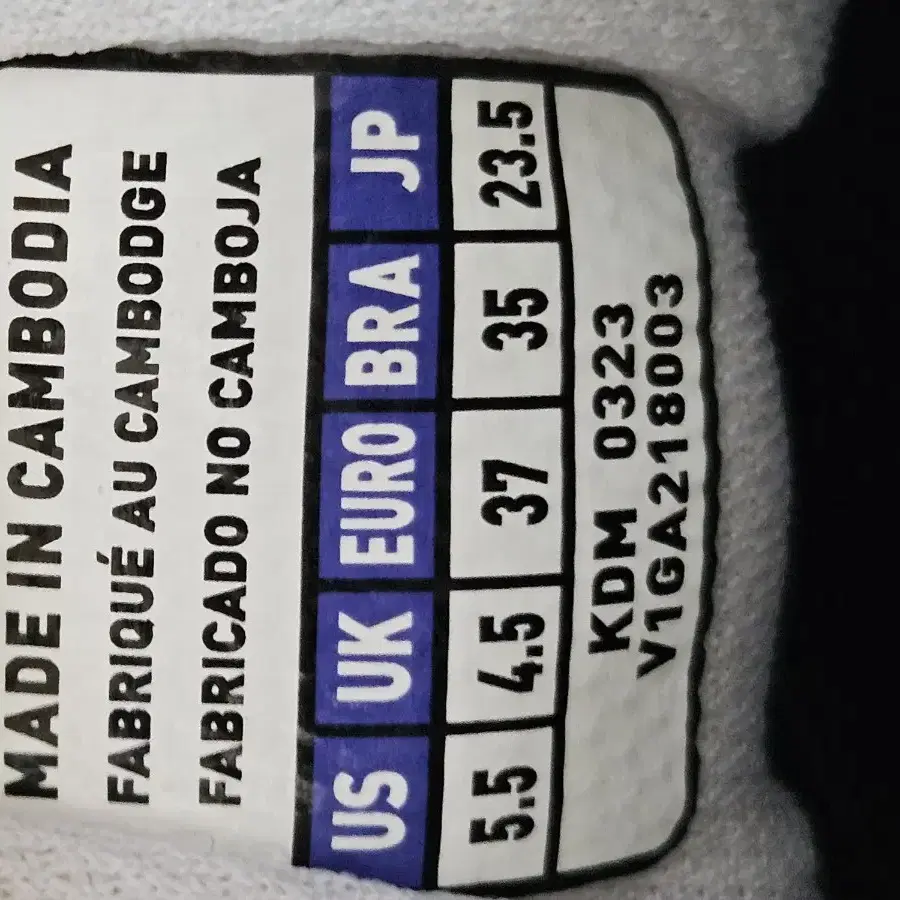 MADE IN CAMBODIA
FABRIQUÉ AU CAMBODGE
FABRICADO NO CAMBOJA
US UK EURO BRA JP
5.5 4.5 37 35 23.5
KDM 0323
V1GA218003